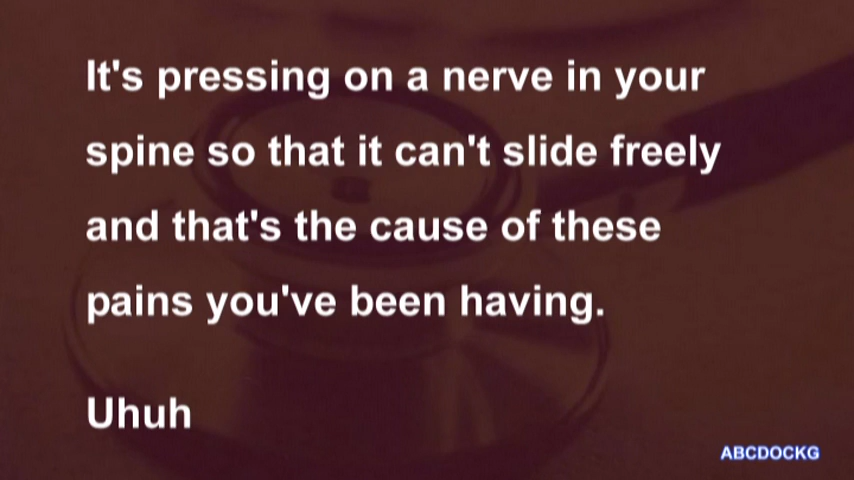 It's pressing on a nerve in your
spine so that it can't slide freely
and that's the cause of these
pains you've been having.
Uhuh
ABCDOCKG